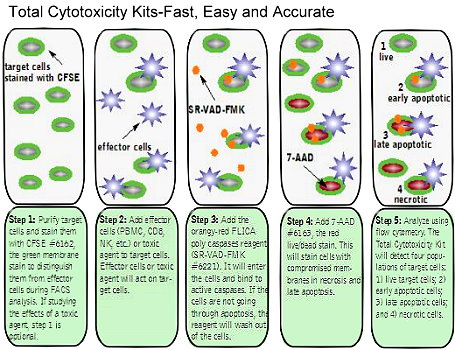 Total Cytotoxicity Kits-Fast, Easy and Accurate
target cells
stained with CFSE
effector cells
SR-VAD-FMK
7-AAD
1
live
2
early apoptotic
3
late apoptotic
4
necrotic
Step 1: Purify target
cells and stain them
with CFSE #6162,
the green membrane
stain to distinguish
them from effector
cells during FACS
analysis. If studying
the effects of a toxic
agent, step 1 is
optional.
Step 2: Add effector
cells (PBMC, CD8,
NK, etc.) or toxic
agent to target cells.
Effector cells or toxic
agent will act on tar-
get cells.
Step 3: Add the
orange-red FLICA
poly caspases reagent
(SR-VAD-FMK
#6221). It will enter
the cells and bind to
active caspases. If the
cells are not going
through apoptosis, the
reagent will wash out
of the cells.
Step 4: Add 7-AAD
#6163, the red
live/dead stain. This
will stain cells with
compromised mem-
branes in necrosis and
late apoptosis.
Step 5: Analyze using
flow cytometry. The
Total Cytotoxicity Kit
will detect four popu-
lations of target cells:
1) live target cells; 2)
early apoptotic cells;
3) late apoptotic cells;
and 4) necrotic cells.